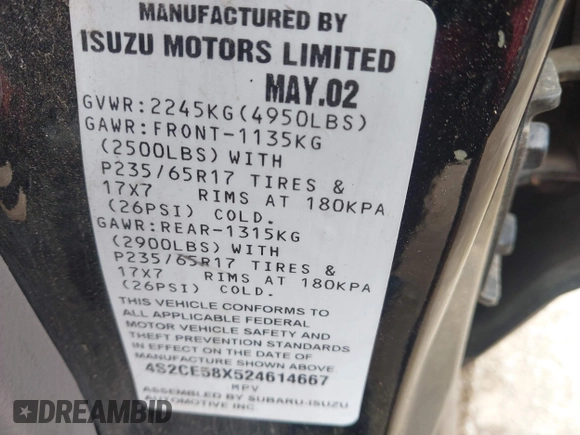 MANUFACTURED BY
ISUZU MOTORS LIMITED
MAY.02
GVWR:2245KG(4950LBS)
GAWR:FRONT-1135KG
(2500LBS) WITH
P235/65R17 TIRES &
17X7 RIMS AT 180KPA
(26PSI) COLD.
GAWR:REAR-1315KG
(2900LBS) WITH
P235/65R17 TIRES &
17X7 RIMS AT 180KPA
(26PSI) COLD.
THIS VEHICLE CONFORMS TO
ALL APPLICABLE FEDERAL
MOTOR VEHICLE SAFETY AND
THEFT PREVENTION STANDARDS
IN EFFECT ON THE DATE OF
MANUFACTURE SHOWN ABOVE.
4S2CE58X524614667
MPV
ASSEMBLED BY SUBARU-ISUZU
AUTOMOTIVE INC
DREAMBID